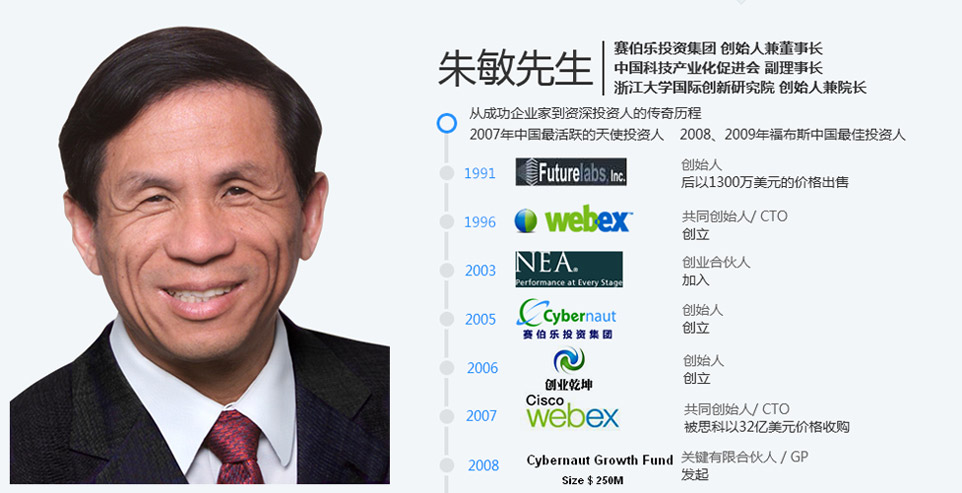 朱敏先生
赛伯乐投资集团 创始人兼董事长
中国科技产业化促进会 副理事长
浙江大学国际创新研究院 创始人兼院长
从成功企业家到资深投资人的传奇历程
2007年中国最活跃的天使投资人 2008、2009年福布斯中国最佳投资人
1991
Futurelabs, Inc.
创始人
后以1300万美元的价格出售
1996
webex™
共同创始人/ CTO
创立
2003
NEA®
Performance at Every Stage
创业合伙人
加入
2005
Cybernaut
赛伯乐投资集团
创始人
创立
2006
创业乾坤
创始人
创立
2007
Cisco
webex
共同创始人/ CTO
被思科以32亿美元价格收购
2008
Cybernaut Growth Fund
Size $ 250M
关键有限合伙人 / GP
发起